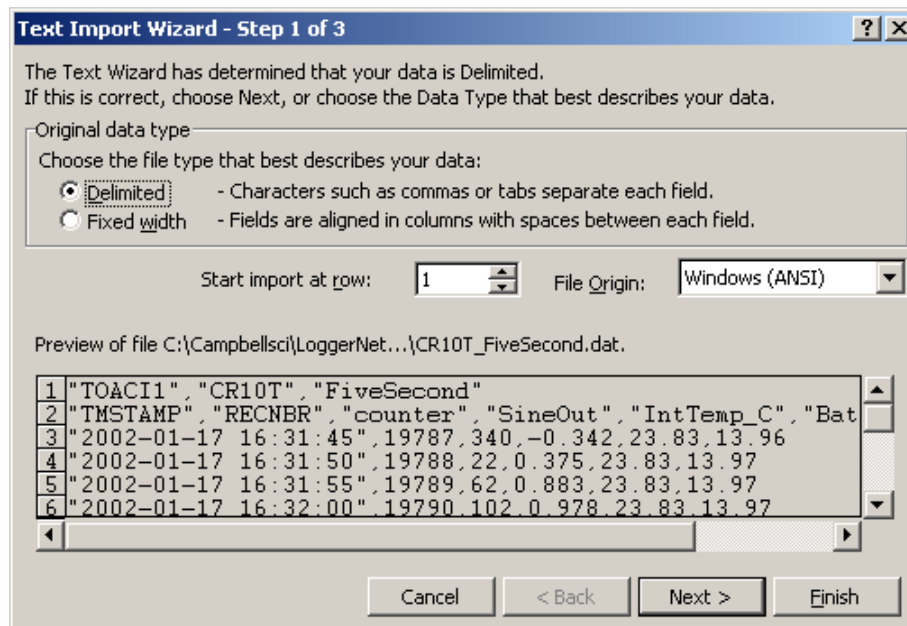 Text Import Wizard - Step 1 of 3
The Text Wizard has determined that your data is Delimited.
If this is correct, choose Next, or choose the Data Type that best describes your data.
Original data type
Choose the file type that best describes your data:
Delimited - Characters such as commas or tabs separate each field.
Fixed width - Fields are aligned in columns with spaces between each field.
Start import at row: 1 File Origin: Windows (ANSI)
Preview of file C:\Campbellsci\LoggerNet...\CR10T_FiveSecond.dat.
1 "TOACI1","CR10T","FiveSecond"
2 "TMSTAMP","RECNBR","counter","SineOut","IntTemp_C","Bat
3 "2002-01-17 16:31:45",19787,340,-0.342,23.83,13.96
4 "2002-01-17 16:31:50",19788,22,0.375,23.83,13.97
5 "2002-01-17 16:31:55",19789,62,0.883,23.83,13.97
6 "2002-01-17 16:32:00",19790,102,0.978,23.83,13.97
Cancel < Back Next > Finish